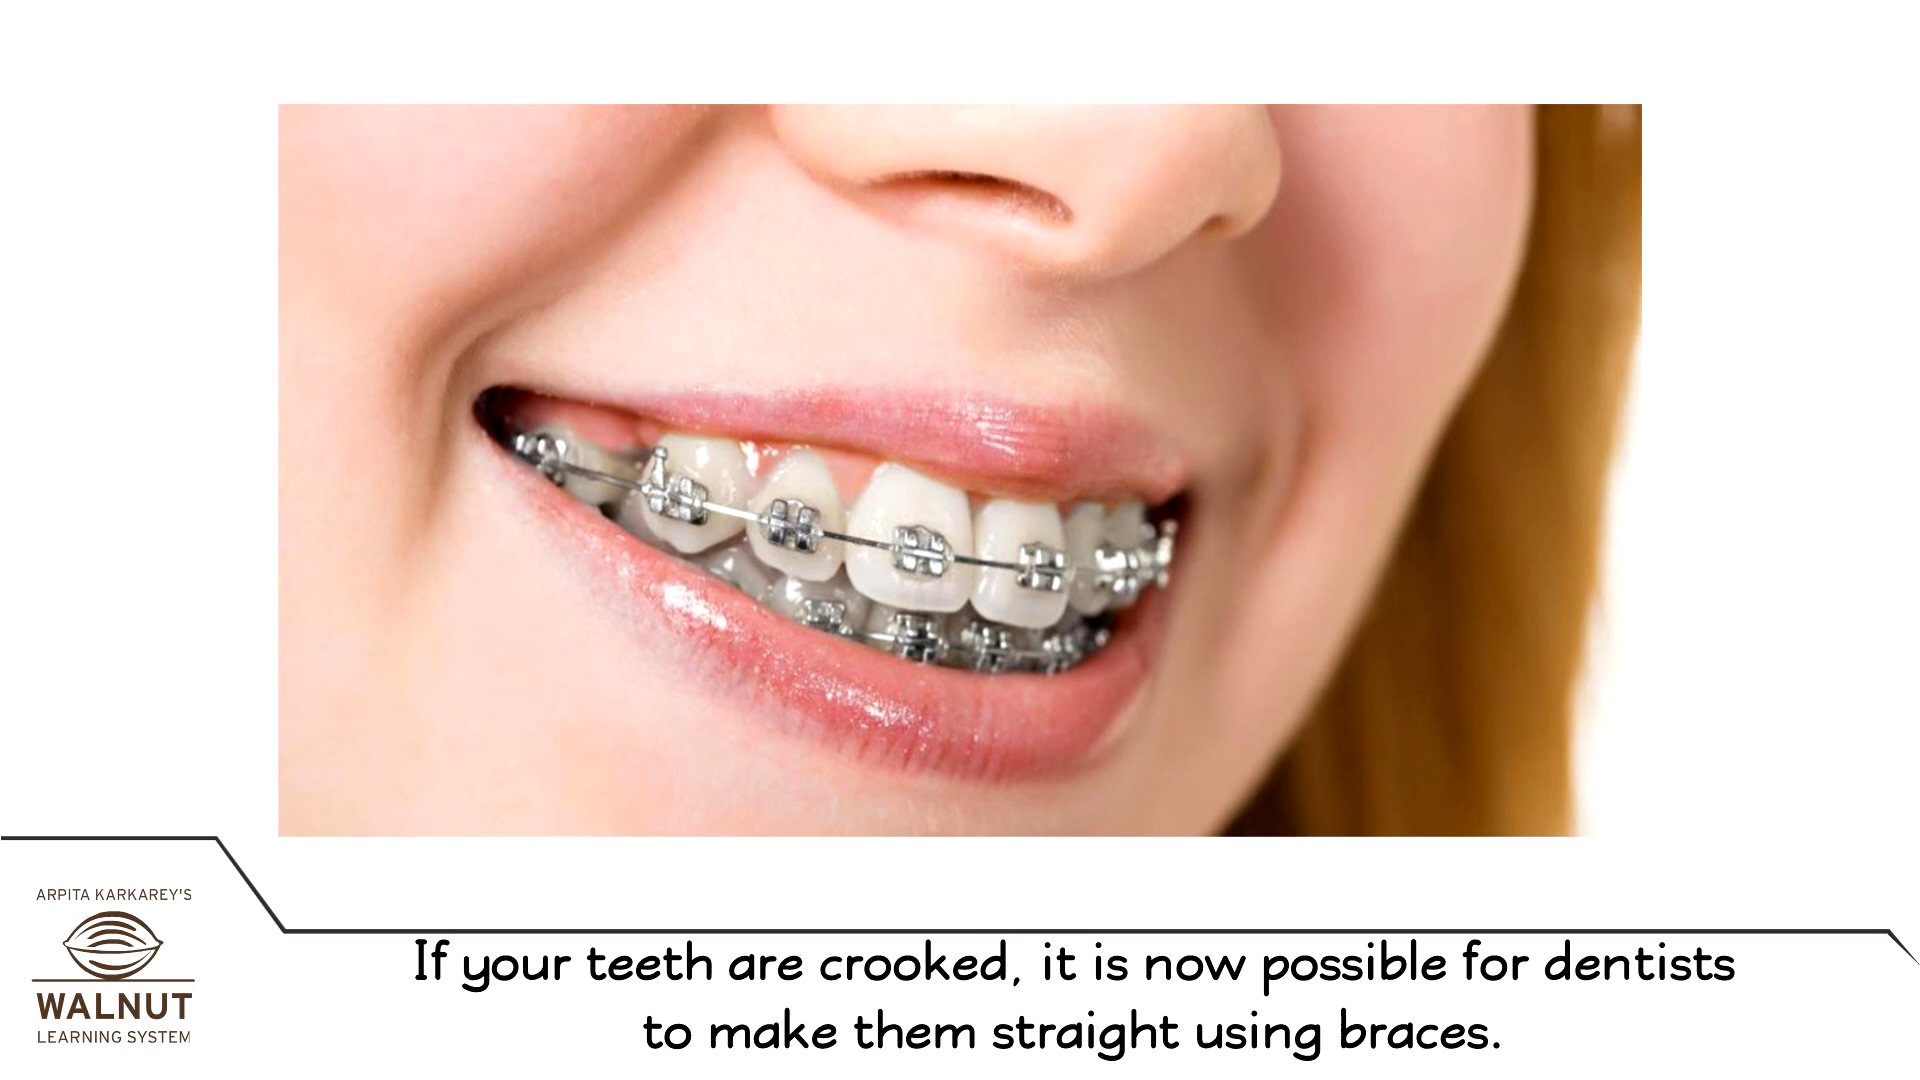 ARPITA KARKAREY'S
WALNUT
LEARNING SYSTEM
If your teeth are crooked, it is now possible for dentists
to make them straight using braces.